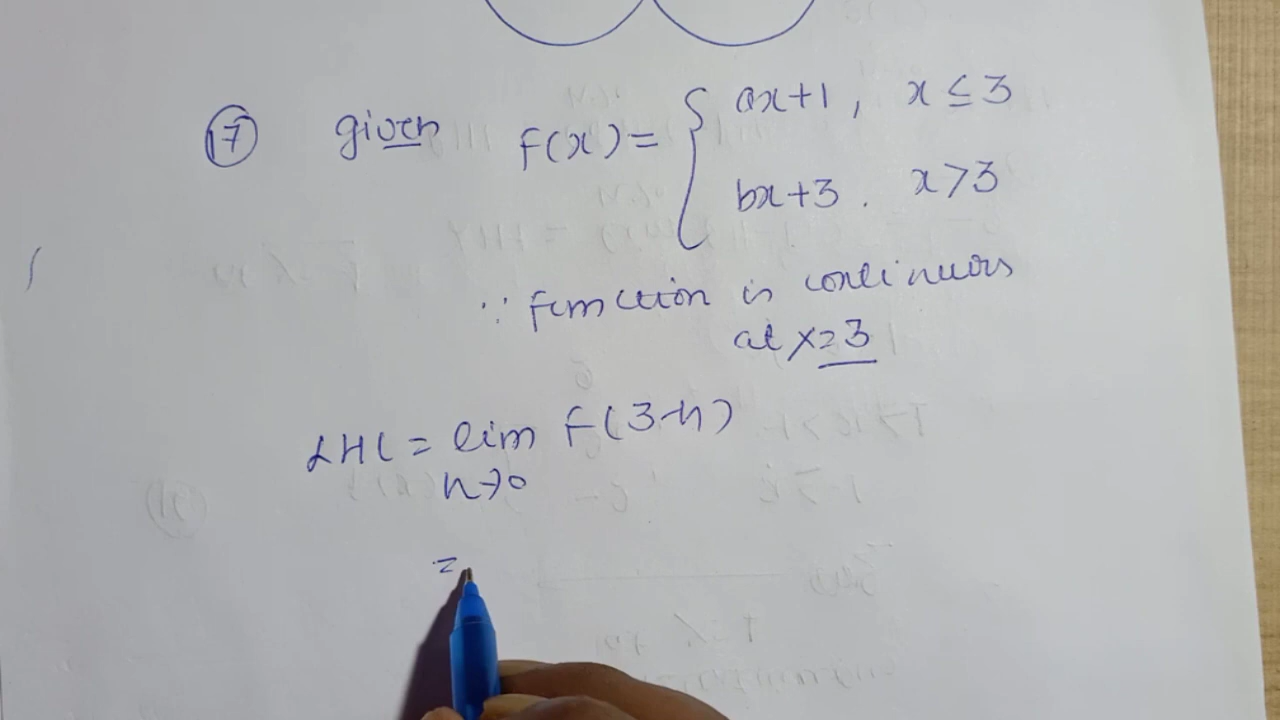 17 given f(x) = { ax+1, x ≤ 3
bx+3. x>3
∵ function is continuous
at x=3
LHL = lim f(3-h)
h→0
=